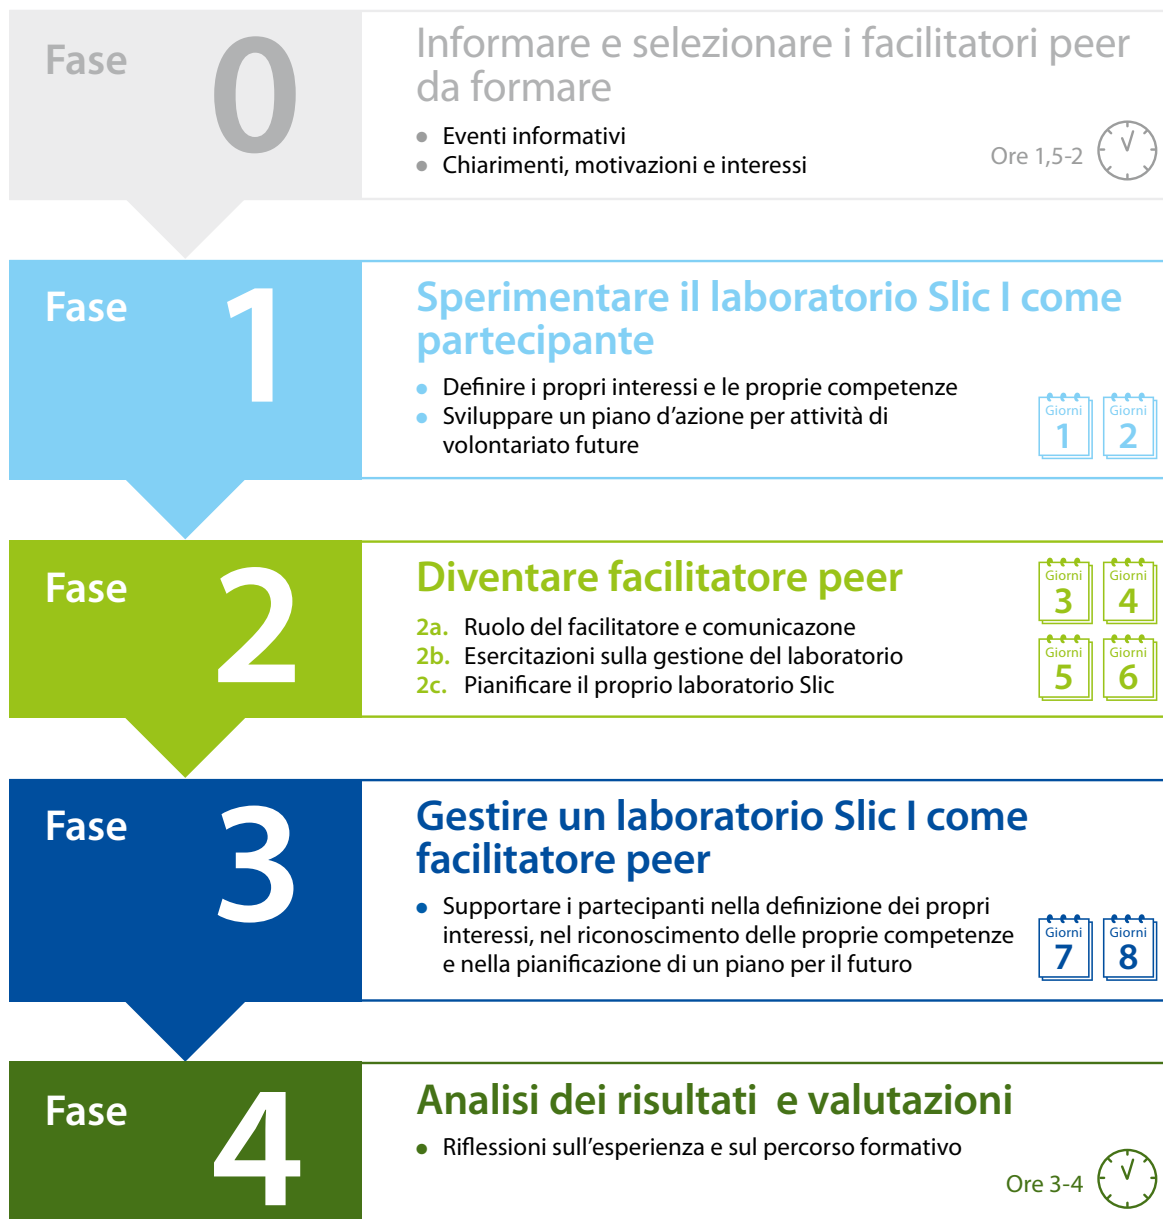 Fase 0
Informare e selezionare i facilitatori peer
da formare
• Eventi informativi
• Chiarimenti, motivazioni e interessi
Ore 1,5-2
Fase 1
Sperimentare il laboratorio Slic I come
partecipante
• Definire i propri interessi e le proprie competenze
• Sviluppare un piano d'azione per attività di
volontariato future
Giorni 1
Giorni 2
Fase 2
Diventare facilitatore peer
2a. Ruolo del facilitatore e comunicazone
2b. Esercitazioni sulla gestione del laboratorio
2c. Pianificare il proprio laboratorio Slic
Giorni 3
Giorni 4
Giorni 5
Giorni 6
Fase 3
Gestire un laboratorio Slic I come
facilitatore peer
• Supportare i partecipanti nella definizione dei propri
interessi, nel riconoscimento delle proprie competenze
e nella pianificazione di un piano per il futuro
Giorni 7
Giorni 8
Fase 4
Analisi dei risultati e valutazioni
• Riflessioni sull'esperienza e sul percorso formativo
Ore 3-4